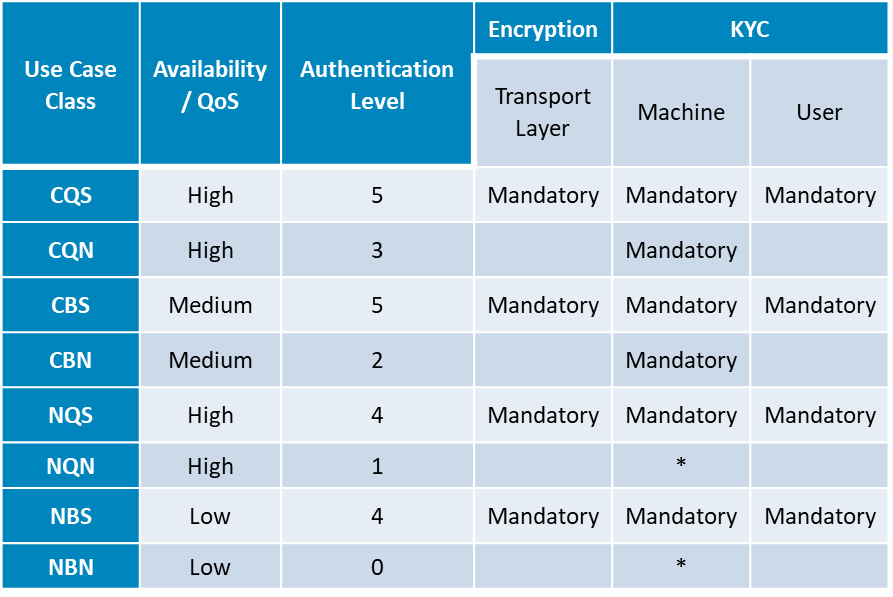 Use Case Class Availability / QoS Authentication Level Encryption KYC
Transport Layer Machine User
CQS High 5 Mandatory Mandatory Mandatory
CQN High 3 Mandatory
CBS Medium 5 Mandatory Mandatory Mandatory
CBN Medium 2 Mandatory
NQS High 4 Mandatory Mandatory Mandatory
NQN High 1 *
NBS Low 4 Mandatory Mandatory Mandatory
NBN Low 0 *